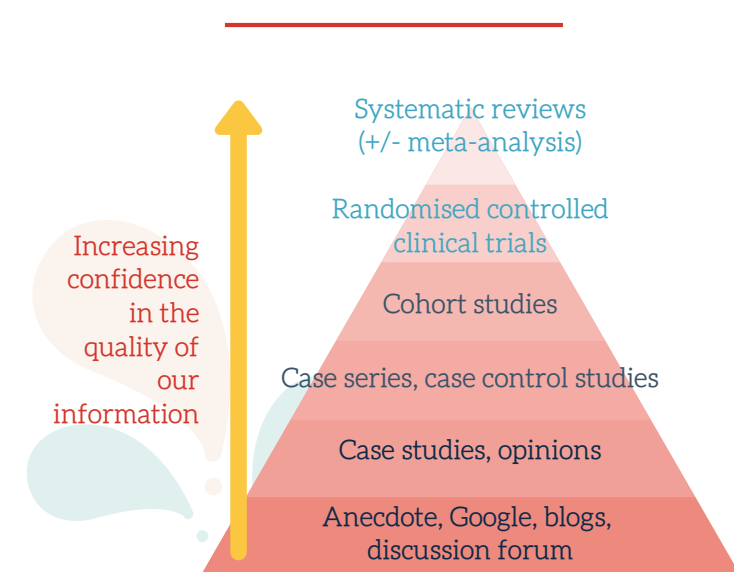 Systematic reviews
(+/- meta-analysis)
Randomised controlled
clinical trials
Increasing
confidence
in the
quality of
our
information
Cohort studies
Case series, case control studies
Case studies, opinions
Anecdote, Google, blogs,
discussion forum